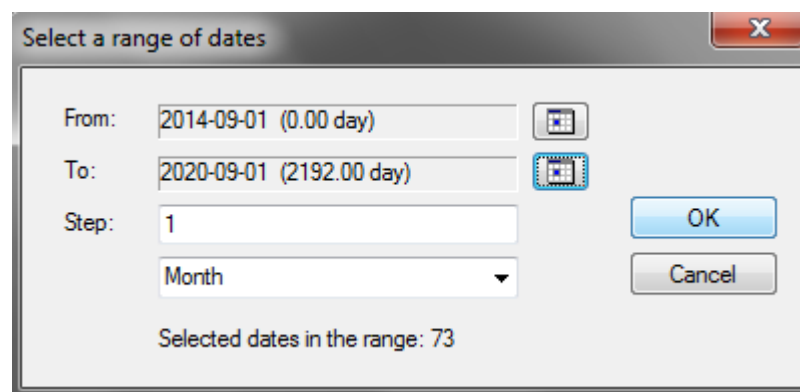 Select a range of dates
From: 2014-09-01 (0.00 day)
To: 2020-09-01 (2192.00 day)
Step: 1
OK
Month
Cancel
Selected dates in the range: 73